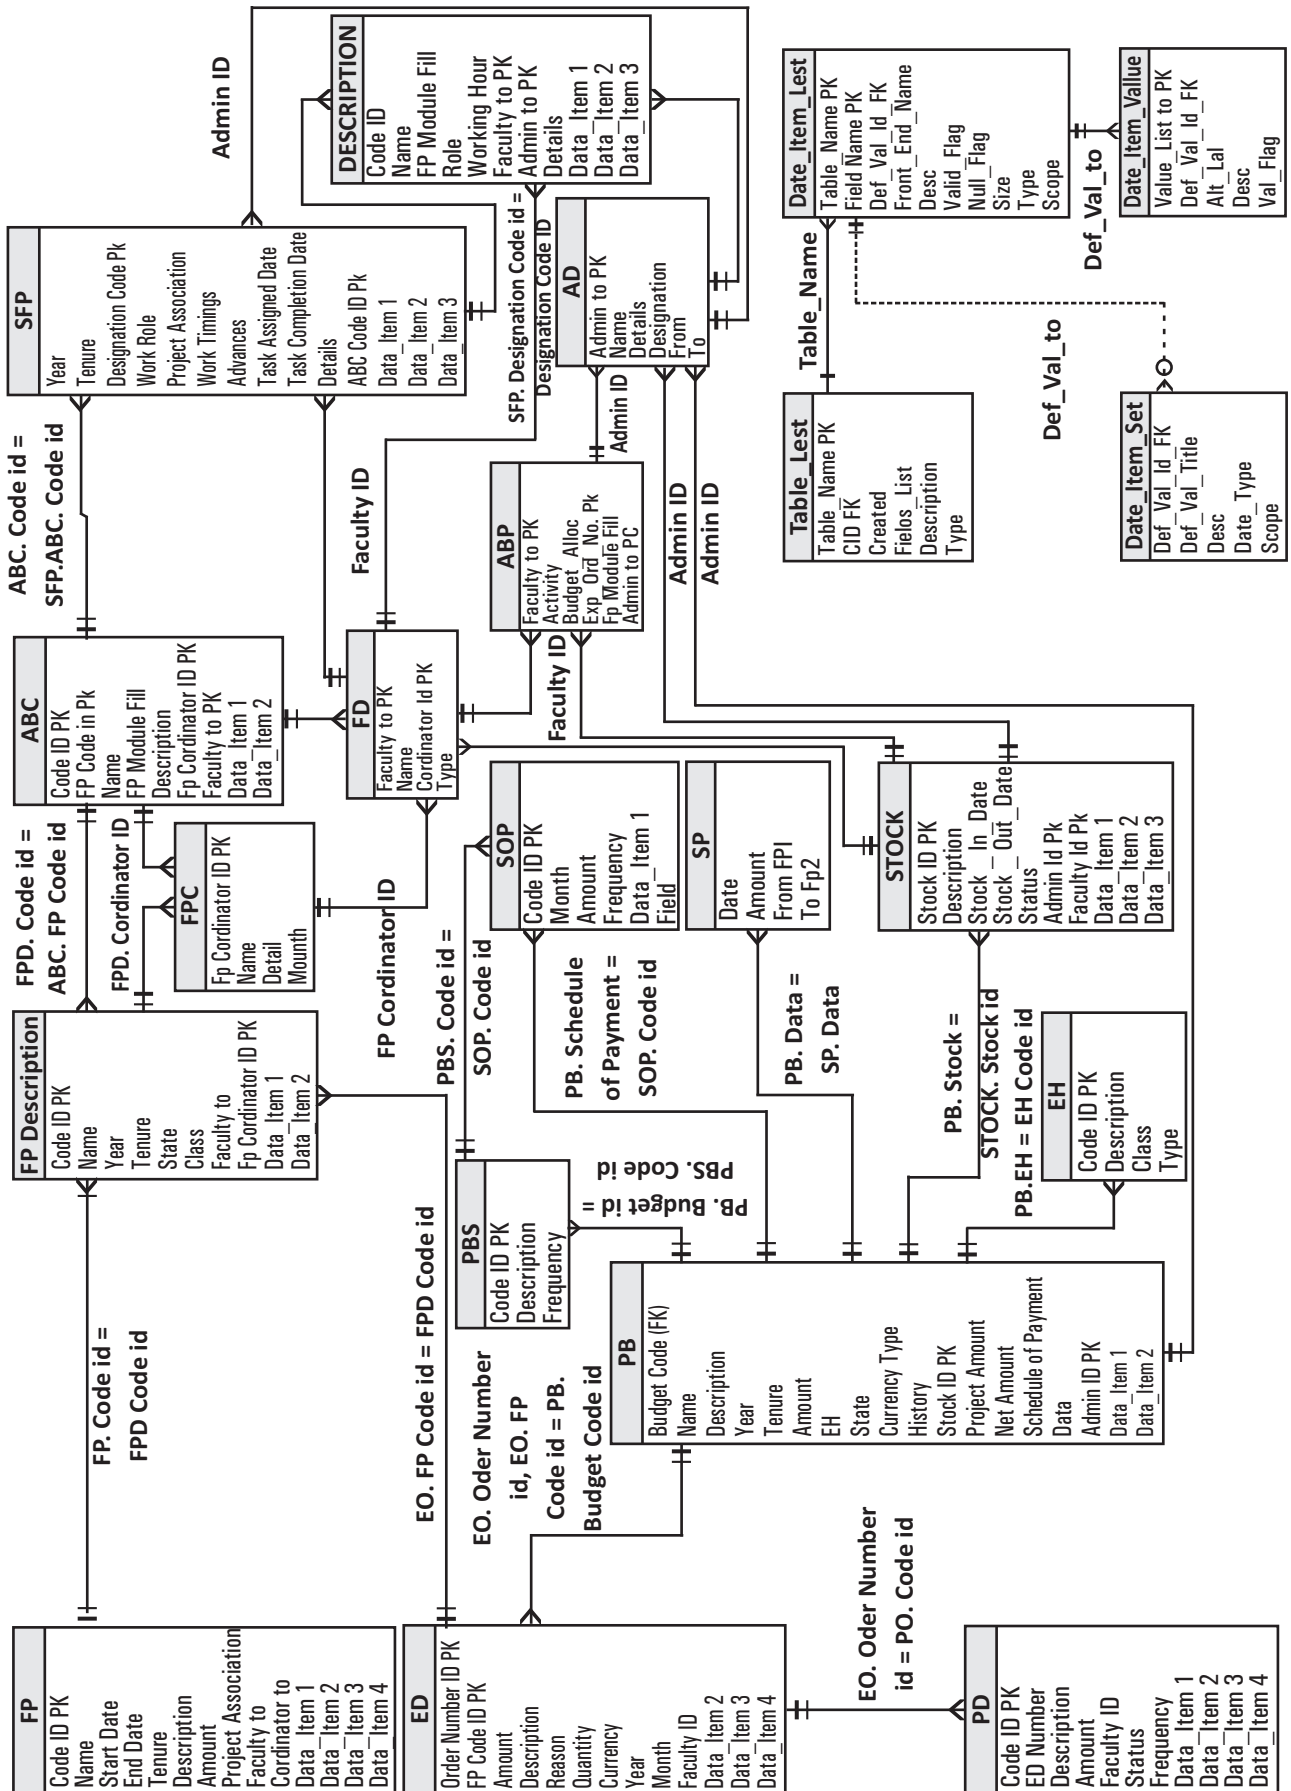 FP
Code ID PK
Name
Start Date
End Date
Tenure
Description
Amount
Project Association
Faculty to
Cordinator to
Data_Item 1
Data_Item 2
Data_Item 3
Data_Item 4
FP. Code id =
FPD Code id
FP Description
Code ID PK
Name
Year
Tenure
State
Class
Faculty to
Fp Cordinator ID PK
Data_Item 1
Data_Item 2
FPD. Code id =
ABC. FP Code id
FPD. Cordinator ID
FPC
Fp Cordinator ID PK
Name
Detail
Mounth
ABC
Code ID PK
FP Code in Pk
Name
FP Module Fill
Description
Fp Cordinator ID PK
Faculty to PK
Data_Item 1
Data_Item 2
ABC. Code id =
SFP.ABC. Code id
SFP
Year
Tenure
Designation Code Pk
Work Role
Project Association
Work Timings
Advances
Task Assigned Date
Task Completion Date
Details
ABC Code ID Pk
Data_Item 1
Data_Item 2
Data_Item 3
Admin ID
DESCRIPTION
Code ID
Name
FP Module Fill
Role
Working Hour
Faculty to PK
Admin to PK
Details
Data_Item 1
Data_Item 2
Data_Item 3
FP Cordinator ID
FD
Faculty to PK
Name
Cordinator Id PK
Type
Faculty ID
SFP. Designation Code id =
Designation Code ID
ED
Order Number ID PK
FP Code ID PK
Amount
Description
Reason
Quantity
Currency
Year
Month
Faculty ID
Data_Item 2
Data_Item 3
Data_Item 4
EO. FP Code id = FPD Code id
EO. Oder Number
id, EO. FP
Code id = PB.
Budget Code id
PBS
Code ID PK
Description
Frequency
PBS. Code id =
SOP. Code id
SOP
Code ID PK
Month
Amount
Frequency
Data_Item 1
Field
Faculty ID
ABP
Faculty to PK
Activity
Budget_Alloc
Exp_Ord_No. Pk
Fp_Module Fill
Admin to PC
Admin ID
AD
Admin to PK
Name
Details
Designation
From
To
PB. Budget id =
PBS. Code id
PB. Schedule
of Payment =
SOP. Code id
PB
Budget Code (FK)
Name
Description
Year
Tenure
Amount
EH
State
Currency Type
History
Stock ID PK
Project Amount
Net Amount
Schedule of Payment
Data
Admin ID PK
Data_Item 1
Data_Item 2
PB. Data =
SP. Data
SP
Date
Amount
From FPI
To Fp2
Admin ID
Admin ID
STOCK
Stock ID PK
Description
Stock_In_Date
Stock_Out_Date
Status
Admin Id Pk
Faculty Id Pk
Data_Item 1
Data_Item 2
Data_Item 3
PB. Stock =
STOCK. Stock id
PB.EH = EH Code id
EH
Code ID PK
Description
Class
Type
EO. Oder Number
id = PO. Code id
PD
Code ID PK
ED Number
Description
Amount
Faculty ID
Status
Frequency
Data_Item 1
Data_Item 2
Data_Item 3
Data_Item 4
Table_Lest
Table_Name PK
CID FK
Created
Fielos_List
Description
Type
Table_Name
Date_Item_Lest
Table_Name PK
Field Name PK
Def_Val_Id_FK
Front_End_Name
Desc
Valid_Flag
Null_Flag
Size
Type
Scope
Def_Val_to
Date_Item_Set
Def_Val_Id_FK
Def_Val_Title
Desc
Date_Type
Scope
Def_Val_to
Date_Item_Vallue
Value_List to PK
Def_Val_Id_FK
Alt_Lal
Desc
Val_Flag